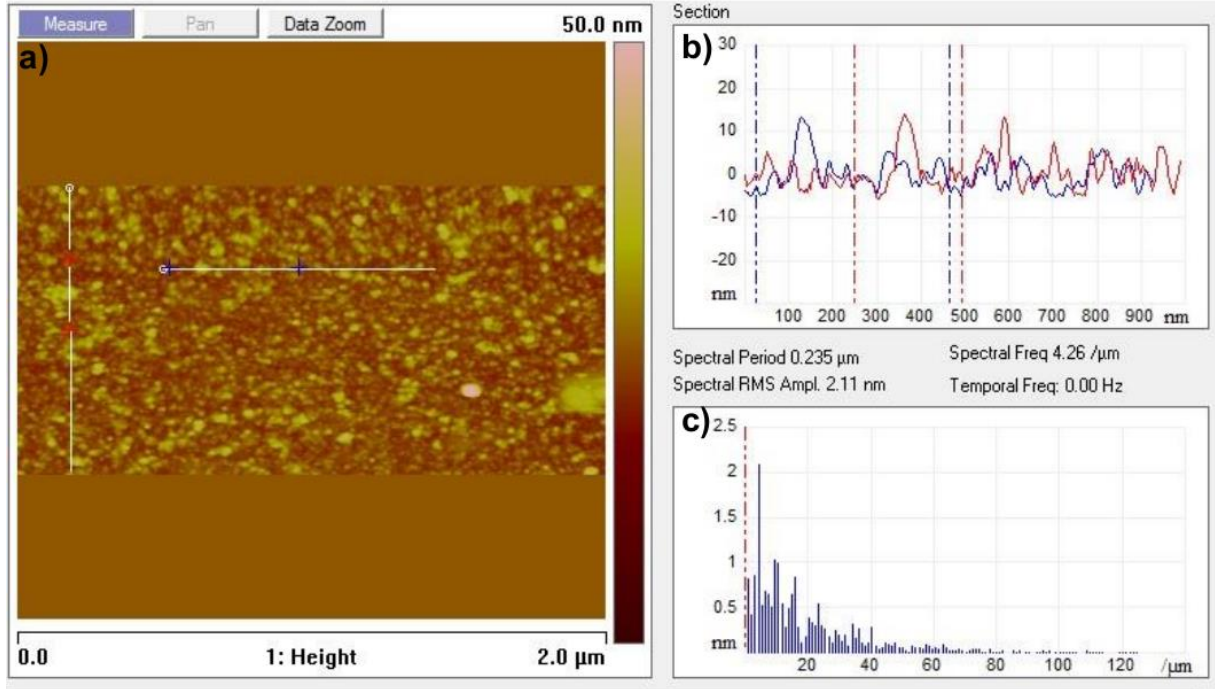 Measure Pan Data Zoom 50.0 nm
a)
0.0 1: Height 2.0 µm
Section
b)
30
20
10
0
-10
-20
nm
100 200 300 400 500 600 700 800 900 nm
Spectral Period 0.235 µm Spectral Freq 4.26 /µm
Spectral RMS Ampl. 2.11 nm Temporal Freq: 0.00 Hz
c)
2.5
2
1.5
1
0.5
nm
20 40 60 80 100 120 /µm